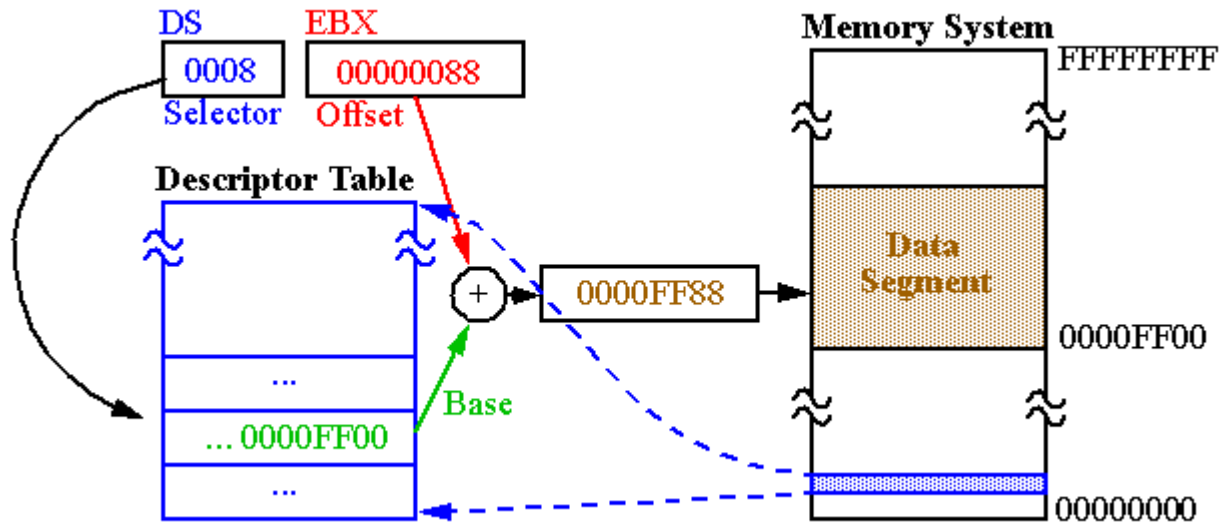 DS
EBX
0008
00000088
Selector
Offset
Memory System
FFFFFFFF
Descriptor Table
Data
Segment
+
0000FF88
0000FF00
...
Base
... 0000FF00
...
00000000